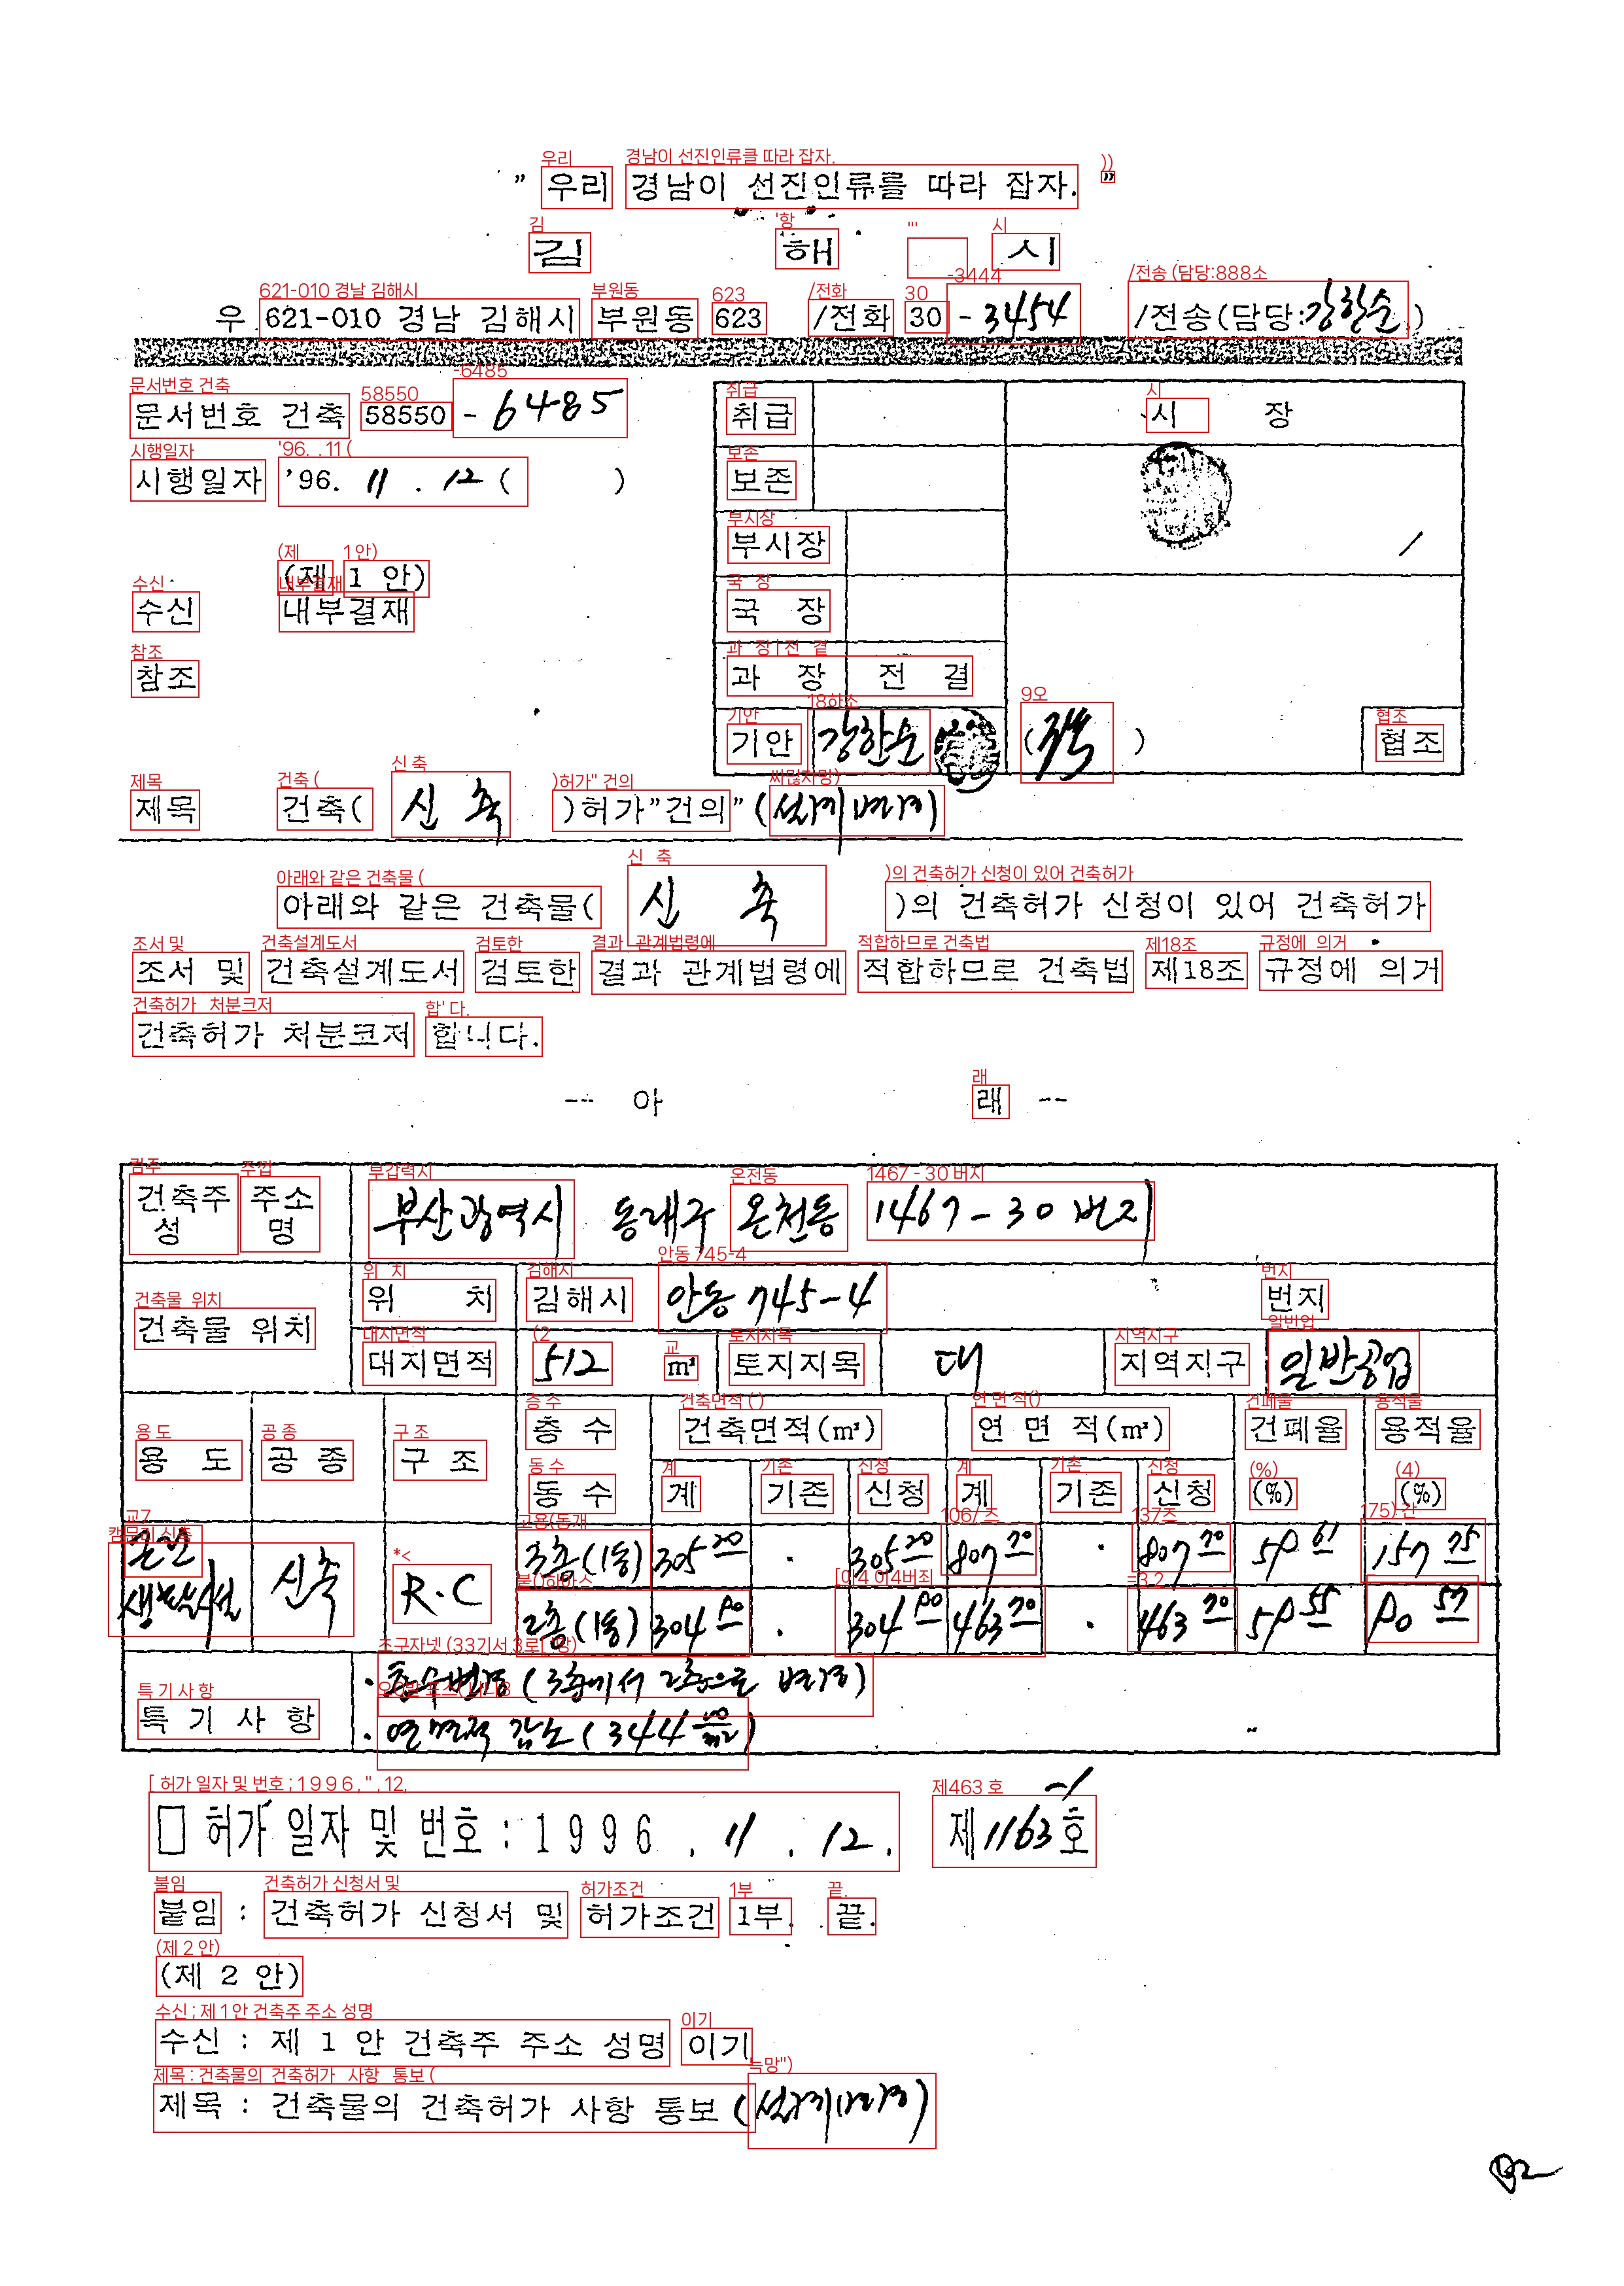 " 우리 경남이 선진인류를 따라 잡자. "
김 해 시
우 621-010 경남 김해시 부원동 623 /전화 30 - 3454 /전송(담당:강한순)
문서번호 건축 58550 - 6485
시행일자 '96. 11 . 12 ( )
(제 1 안)
수신 내부결재
참조
취급 시 장
보존
부시장
국 장
과 장 전 결
기안 강한순 ( ) 협조
제목 건축( 신 축 )허가"건의" (설계변경)
아래와 같은 건축물( 신 축 )의 건축허가 신청이 있어 건축허가
조서 및 건축설계도서 검토한 결과 관계법령에 적합하므로 건축법 제18조 규정에 의거
건축허가 처분코저 합니다.
--- 아 래 ---
건축주 주소 성 명 부산광역시 동래구 온천동 1467 - 30 번지
건축물 위치 위 치 김해시 안동 745-4 번지
대지면적 512 ㎡ 토지지목 대 지역지구 일반공업
용 도 공 종 구 조 층 수 건축면적(㎡) 연 면 적(㎡) 건폐율 용적율
동 수 계 기존 신청 계 기존 신청 (%) (%)
근린 생활시설 신축 R.C 3층(1동) 305 20 . 305 20 807 70 . 807 70 59 61 157 75
2층(1동) 304 90 . 304 90 463 70 . 463 70 59 55 90 57
특 기 사 항 · 층수변경 (3층에서 2층으로 변경)
· 연면적 감소 (344 ㎡)
□ 허가 일자 및 번호 : 1996 . 11 . 12. 제1163호 -1
붙임 : 건축허가 신청서 및 허가조건 1부. 끝.
(제 2 안)
수신 : 제 1 안 건축주 주소 성명 이기
제목 : 건축물의 건축허가 사항 통보 (설계변경)